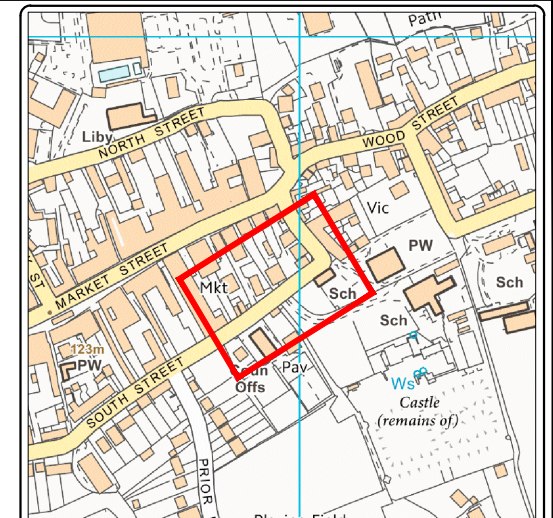 Path
Liby
NORTH STREET
WOOD STREET
Vic
PW
MARKET STREET
Mkt
Sch
Sch
Sch
123m
PW
Pav
Offs
Ws
Castle
(remains of)
SOUTH STREET
PRIOR